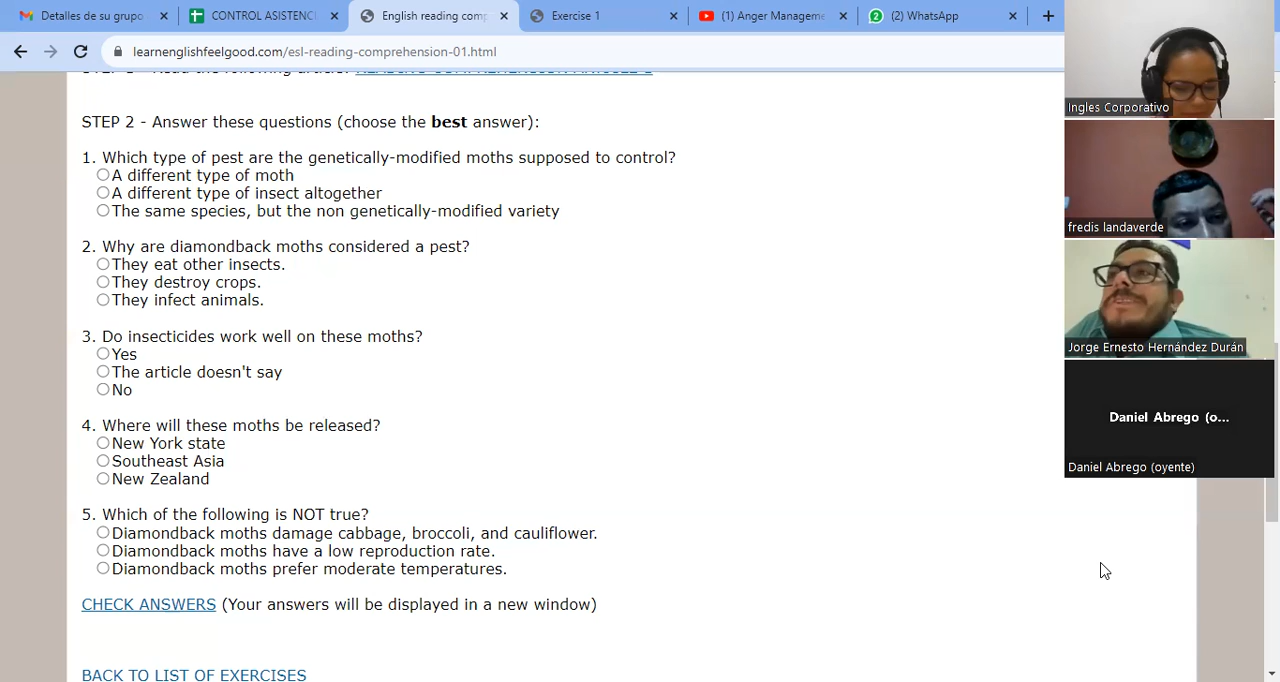 Detalles de su grupo
CONTROL ASISTENC
English reading com
Exercise 1
(1) Anger Manageme
(2) WhatsApp
learnenglishfeelgood.com/esl-reading-comprehension-01.html
STEP 2 - Answer these questions (choose the best answer):
1. Which type of pest are the genetically-modified moths supposed to control?
A different type of moth
A different type of insect altogether
The same species, but the non genetically-modified variety
2. Why are diamondback moths considered a pest?
They eat other insects.
They destroy crops.
They infect animals.
3. Do insecticides work well on these moths?
Yes
The article doesn't say
No
4. Where will these moths be released?
New York state
Southeast Asia
New Zealand
5. Which of the following is NOT true?
Diamondback moths damage cabbage, broccoli, and cauliflower.
Diamondback moths have a low reproduction rate.
Diamondback moths prefer moderate temperatures.
CHECK ANSWERS (Your answers will be displayed in a new window)
BACK TO LIST OF EXERCISES
Ingles Corporativo
fredis landaverde
Jorge Ernesto Hernández Durán
Daniel Abrego (o...
Daniel Abrego (oyente)